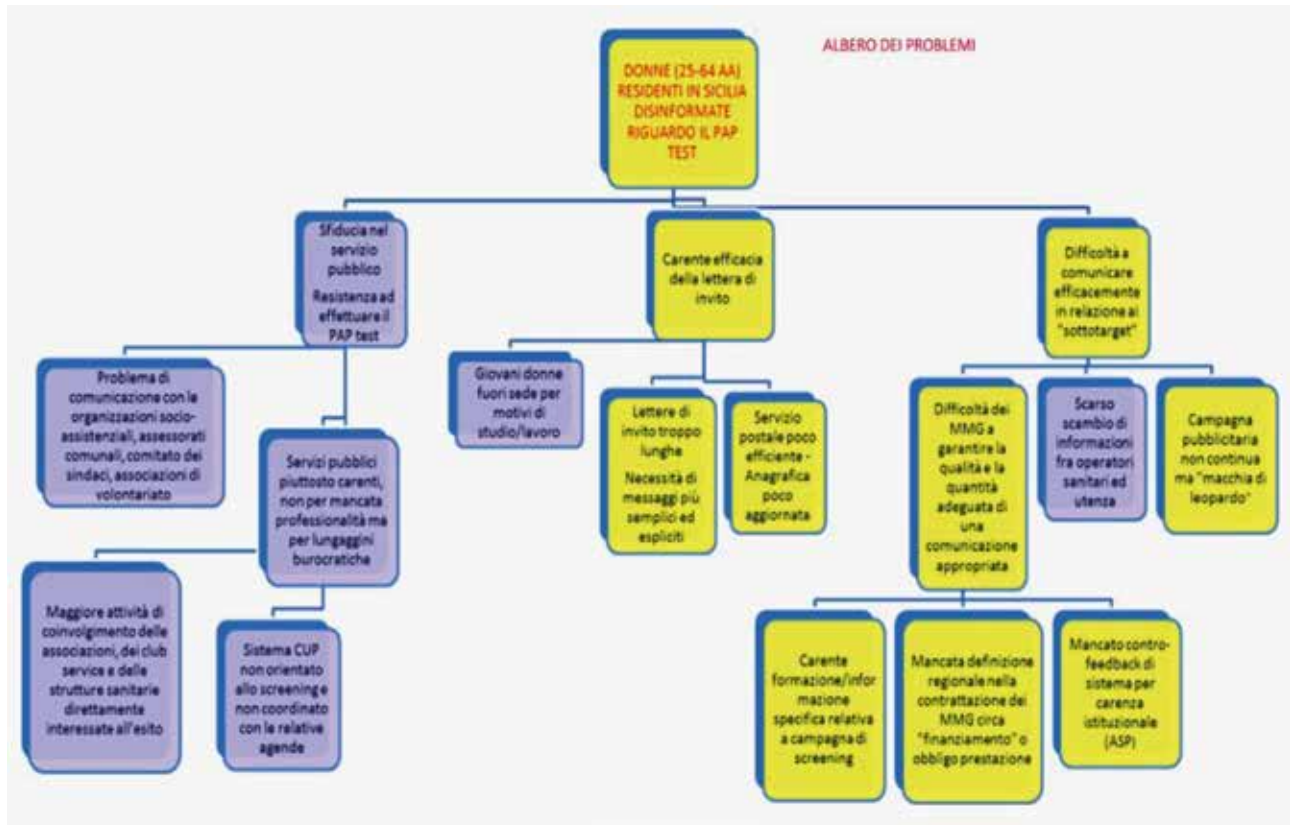 ALBERO DEI PROBLEMI
DONNE (25-64 AA)
RESIDENTI IN SICILIA
DISINFORMATE
RIGUARDO IL PAP
TEST
Sfiducia nel
servizio
pubblico
Resistenza ad
effettuare il
PAP test
Carente efficacia
della lettera di
invito
Difficoltà a
comunicare
efficacemente
in relazione ai
"sottotarget"
Problema di
comunicazione con le
organizzazioni socio-
assistenziali, assessorati
comunali, comitato dei
sindaci, associazioni di
volontariato
Servizi pubblici
piuttosto carenti,
non per mancata
professionalità ma
per lungaggini
burocratiche
Giovani donne
fuori sede per
motivi di
studio/lavoro
Lettere di
invito troppo
lunghe
Necessità di
messaggi più
semplici ed
espliciti
Servizio
postale poco
efficiente -
Anagrafica
poco
aggiornata
Difficoltà dei
MMG a
garantire la
qualità e la
quantità
adeguata di
una
comunicazione
appropriata
Scarso
scambio di
informazioni
fra operatori
sanitari ed
utenza
Campagna
pubblicitaria
non continua
ma "macchia di
leopardo"
Maggiore attività di
coinvolgimento delle
associazioni, dei club
service e delle
strutture sanitarie
direttamente
interessate all'esito
Sistema CUP
non orientato
allo screening e
non coordinato
con le relative
agende
Carente
formazione/infor
mazione
specifica relativa
a campagna di
screening
Mancata definizione
regionale nella
contrattazione dei
MMG circa
"finanziamento" o
obbligo prestazione
Mancato contro-
feedback di
sistema per
carenza
istituzionale
(ASP)